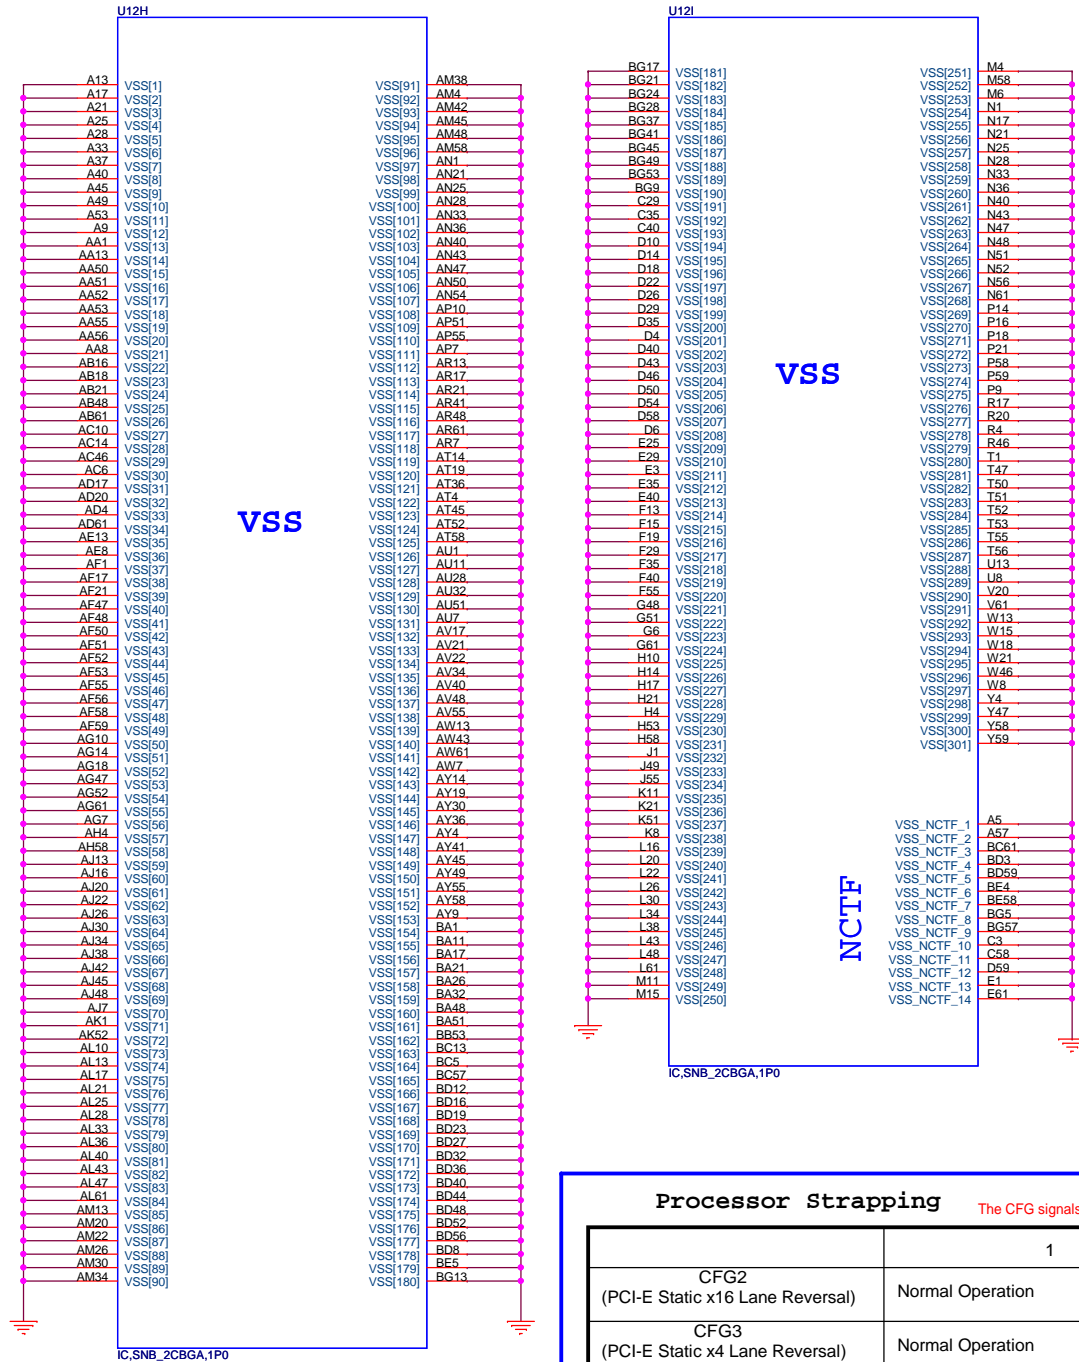 U12H
A13 VSS[1]
A17 VSS[2]
A21 VSS[3]
A25 VSS[4]
A28 VSS[5]
A33 VSS[6]
A37 VSS[7]
A40 VSS[8]
A45 VSS[9]
A49 VSS[10]
A53 VSS[11]
A9 VSS[12]
AA1 VSS[13]
AA13 VSS[14]
AA50 VSS[15]
AA51 VSS[16]
AA52 VSS[17]
AA53 VSS[18]
AA55 VSS[19]
AA56 VSS[20]
AA8 VSS[21]
AB16 VSS[22]
AB18 VSS[23]
AB21 VSS[24]
AB48 VSS[25]
AB61 VSS[26]
AC10 VSS[27]
AC14 VSS[28]
AC46 VSS[29]
AC6 VSS[30]
AD17 VSS[31]
AD20 VSS[32]
AD4 VSS[33]
AD61 VSS[34]
AE13 VSS[35]
AE8 VSS[36]
AF1 VSS[37]
AF17 VSS[38]
AF21 VSS[39]
AF47 VSS[40]
AF48 VSS[41]
AF50 VSS[42]
AF51 VSS[43]
AF52 VSS[44]
AF53 VSS[45]
AF55 VSS[46]
AF56 VSS[47]
AF58 VSS[48]
AF59 VSS[49]
AG10 VSS[50]
AG14 VSS[51]
AG18 VSS[52]
AG47 VSS[53]
AG52 VSS[54]
AG61 VSS[55]
AG7 VSS[56]
AH4 VSS[57]
AH58 VSS[58]
AJ13 VSS[59]
AJ16 VSS[60]
AJ20 VSS[61]
AJ22 VSS[62]
AJ26 VSS[63]
AJ30 VSS[64]
AJ34 VSS[65]
AJ38 VSS[66]
AJ42 VSS[67]
AJ45 VSS[68]
AJ48 VSS[69]
AJ7 VSS[70]
AK1 VSS[71]
AK52 VSS[72]
AL10 VSS[73]
AL13 VSS[74]
AL17 VSS[75]
AL21 VSS[76]
AL25 VSS[77]
AL28 VSS[78]
AL33 VSS[79]
AL36 VSS[80]
AL40 VSS[81]
AL43 VSS[82]
AL47 VSS[83]
AL61 VSS[84]
AM13 VSS[85]
AM20 VSS[86]
AM22 VSS[87]
AM26 VSS[88]
AM30 VSS[89]
AM34 VSS[90]
VSS
VSS[91] AM38
VSS[92] AM4
VSS[93] AM42
VSS[94] AM45
VSS[95] AM48
VSS[96] AM58
VSS[97] AN1
VSS[98] AN21
VSS[99] AN25
VSS[100] AN28
VSS[101] AN33
VSS[102] AN36
VSS[103] AN40
VSS[104] AN43
VSS[105] AN47
VSS[106] AN50
VSS[107] AN54
VSS[108] AP10
VSS[109] AP51
VSS[110] AP55
VSS[111] AP7
VSS[112] AR13
VSS[113] AR17
VSS[114] AR21
VSS[115] AR41
VSS[116] AR48
VSS[117] AR61
VSS[118] AR7
VSS[119] AT14
VSS[120] AT19
VSS[121] AT36
VSS[122] AT4
VSS[123] AT45
VSS[124] AT52
VSS[125] AT58
VSS[126] AU1
VSS[127] AU11
VSS[128] AU28
VSS[129] AU32
VSS[130] AU51
VSS[131] AU7
VSS[132] AV17
VSS[133] AV21
VSS[134] AV22
VSS[135] AV34
VSS[136] AV40
VSS[137] AV48
VSS[138] AV55
VSS[139] AW13
VSS[140] AW43
VSS[141] AW61
VSS[142] AW7
VSS[143] AY14
VSS[144] AY19
VSS[145] AY30
VSS[146] AY36
VSS[147] AY4
VSS[148] AY41
VSS[149] AY45
VSS[150] AY49
VSS[151] AY55
VSS[152] AY58
VSS[153] AY9
VSS[154] BA1
VSS[155] BA11
VSS[156] BA17
VSS[157] BA21
VSS[158] BA26
VSS[159] BA32
VSS[160] BA48
VSS[161] BA51
VSS[162] BB53
VSS[163] BC13
VSS[164] BC5
VSS[165] BC57
VSS[166] BD12
VSS[167] BD16
VSS[168] BD19
VSS[169] BD23
VSS[170] BD27
VSS[171] BD32
VSS[172] BD36
VSS[173] BD40
VSS[174] BD44
VSS[175] BD48
VSS[176] BD52
VSS[177] BD56
VSS[178] BD8
VSS[179] BE5
VSS[180] BG13
IC,SNB_2CBGA,1P0
U12I
BG17 VSS[181]
BG21 VSS[182]
BG24 VSS[183]
BG28 VSS[184]
BG37 VSS[185]
BG41 VSS[186]
BG45 VSS[187]
BG49 VSS[188]
BG53 VSS[189]
BG9 VSS[190]
C29 VSS[191]
C35 VSS[192]
C40 VSS[193]
D10 VSS[194]
D14 VSS[195]
D18 VSS[196]
D22 VSS[197]
D26 VSS[198]
D29 VSS[199]
D35 VSS[200]
D4 VSS[201]
D40 VSS[202]
D43 VSS[203]
D46 VSS[204]
D50 VSS[205]
D54 VSS[206]
D58 VSS[207]
D6 VSS[208]
E25 VSS[209]
E29 VSS[210]
E3 VSS[211]
E35 VSS[212]
E40 VSS[213]
F13 VSS[214]
F15 VSS[215]
F19 VSS[216]
F29 VSS[217]
F35 VSS[218]
F40 VSS[219]
F55 VSS[220]
G48 VSS[221]
G51 VSS[222]
G6 VSS[223]
G61 VSS[224]
H10 VSS[225]
H14 VSS[226]
H17 VSS[227]
H21 VSS[228]
H4 VSS[229]
H53 VSS[230]
H58 VSS[231]
J1 VSS[232]
J49 VSS[233]
J55 VSS[234]
K11 VSS[235]
K21 VSS[236]
K51 VSS[237]
K8 VSS[238]
L16 VSS[239]
L20 VSS[240]
L22 VSS[241]
L26 VSS[242]
L30 VSS[243]
L34 VSS[244]
L38 VSS[245]
L43 VSS[246]
L48 VSS[247]
L61 VSS[248]
M11 VSS[249]
M15 VSS[250]
VSS
VSS[251] M4
VSS[252] M58
VSS[253] M6
VSS[254] N1
VSS[255] N17
VSS[256] N21
VSS[257] N25
VSS[258] N28
VSS[259] N33
VSS[260] N36
VSS[261] N40
VSS[262] N43
VSS[263] N47
VSS[264] N48
VSS[265] N51
VSS[266] N52
VSS[267] N56
VSS[268] N61
VSS[269] P14
VSS[270] P16
VSS[271] P18
VSS[272] P21
VSS[273] P58
VSS[274] P59
VSS[275] P9
VSS[276] R17
VSS[277] R20
VSS[278] R4
VSS[279] R46
VSS[280] T1
VSS[281] T47
VSS[282] T50
VSS[283] T51
VSS[284] T52
VSS[285] T53
VSS[286] T55
VSS[287] T56
VSS[288] U13
VSS[289] U8
VSS[290] V20
VSS[291] V61
VSS[292] W13
VSS[293] W15
VSS[294] W18
VSS[295] W21
VSS[296] W46
VSS[297] W8
VSS[298] Y4
VSS[299] Y47
VSS[300] Y58
VSS[301] Y59
NCTF
VSS_NCTF_1 A5
VSS_NCTF_2 A57
VSS_NCTF_3 BC61
VSS_NCTF_4 BD3
VSS_NCTF_5 BD59
VSS_NCTF_6 BE4
VSS_NCTF_7 BE58
VSS_NCTF_8 BG5
VSS_NCTF_9 BG57
VSS_NCTF_10 C3
VSS_NCTF_11 C58
VSS_NCTF_12 D59
VSS_NCTF_13 E1
VSS_NCTF_14 E61
IC,SNB_2CBGA,1P0
Processor Strapping
The CFG signals
1
CFG2
(PCI-E Static x16 Lane Reversal)
Normal Operation
CFG3
(PCI-E Static x4 Lane Reversal)
Normal Operation